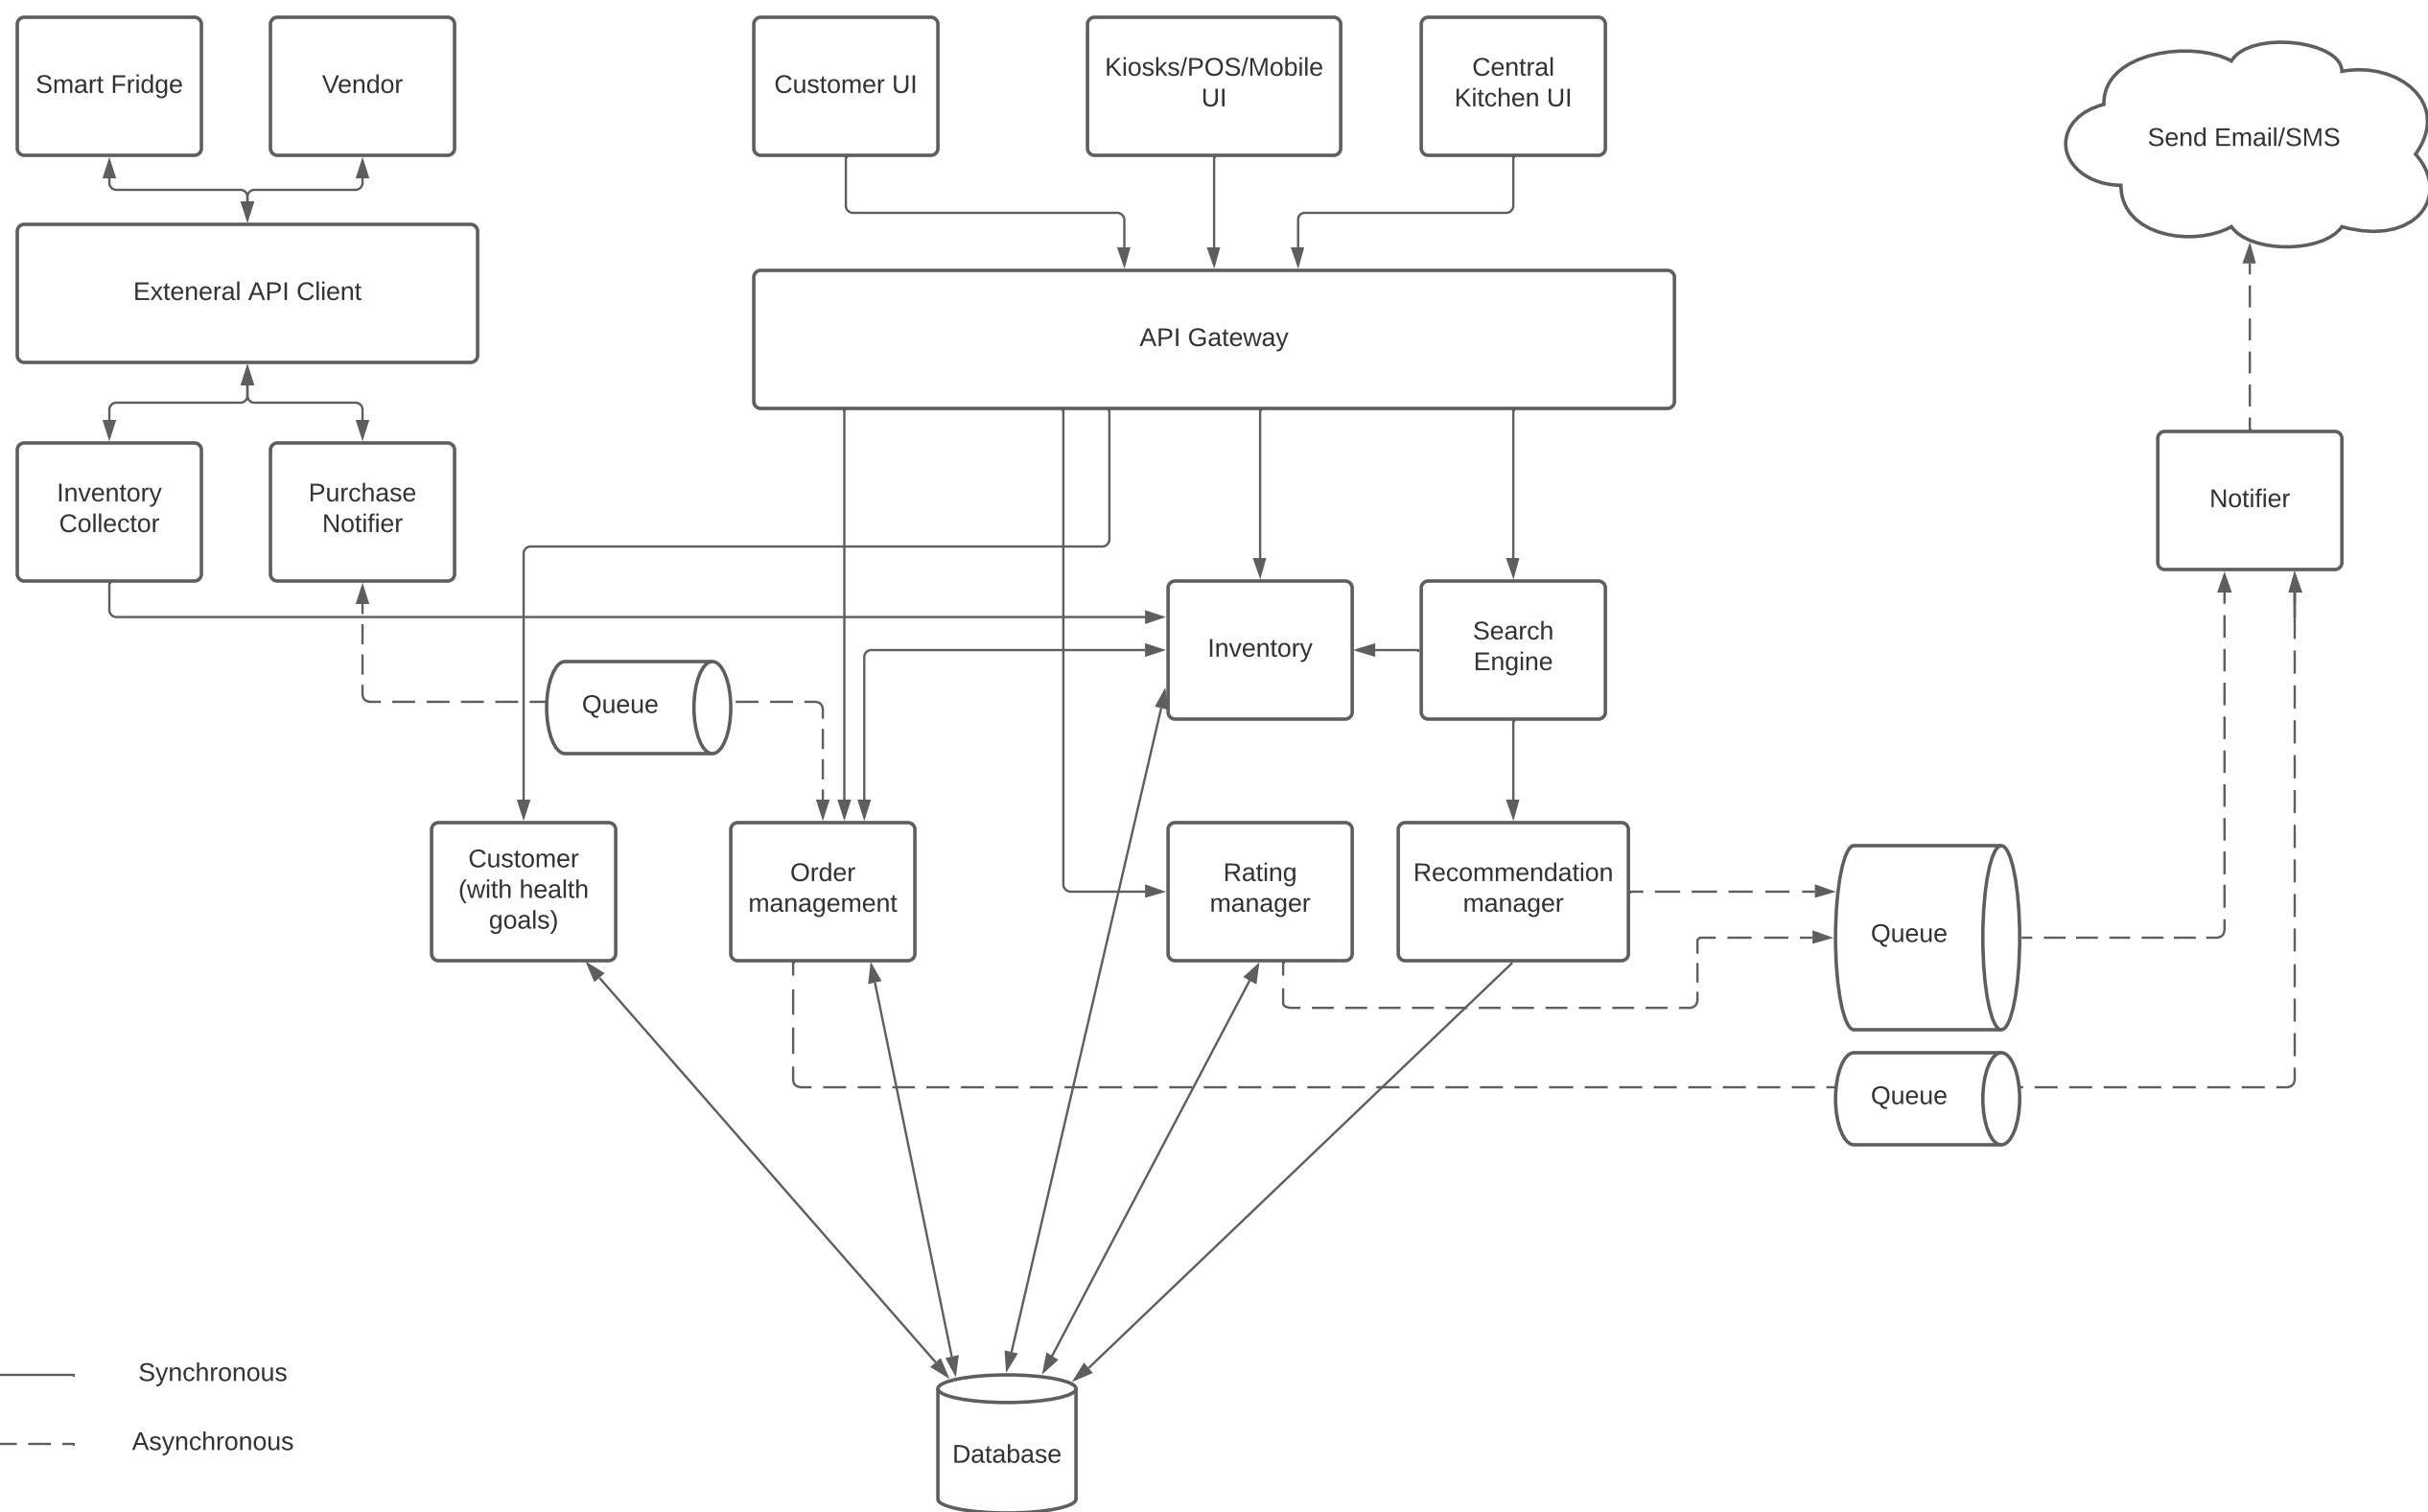 Smart Fridge
Vendor
Customer UI
Kiosks/POS/Mobile
UI
Central
Kitchen UI
Send Email/SMS
Exteneral API Client
API Gateway
Inventory
Collector
Purchase
Notifier
Notifier
Inventory
Search
Engine
Queue
Customer
(with health
goals)
Order
management
Rating
manager
Recommendation
manager
Queue
Queue
Synchronous
Asynchronous
Database